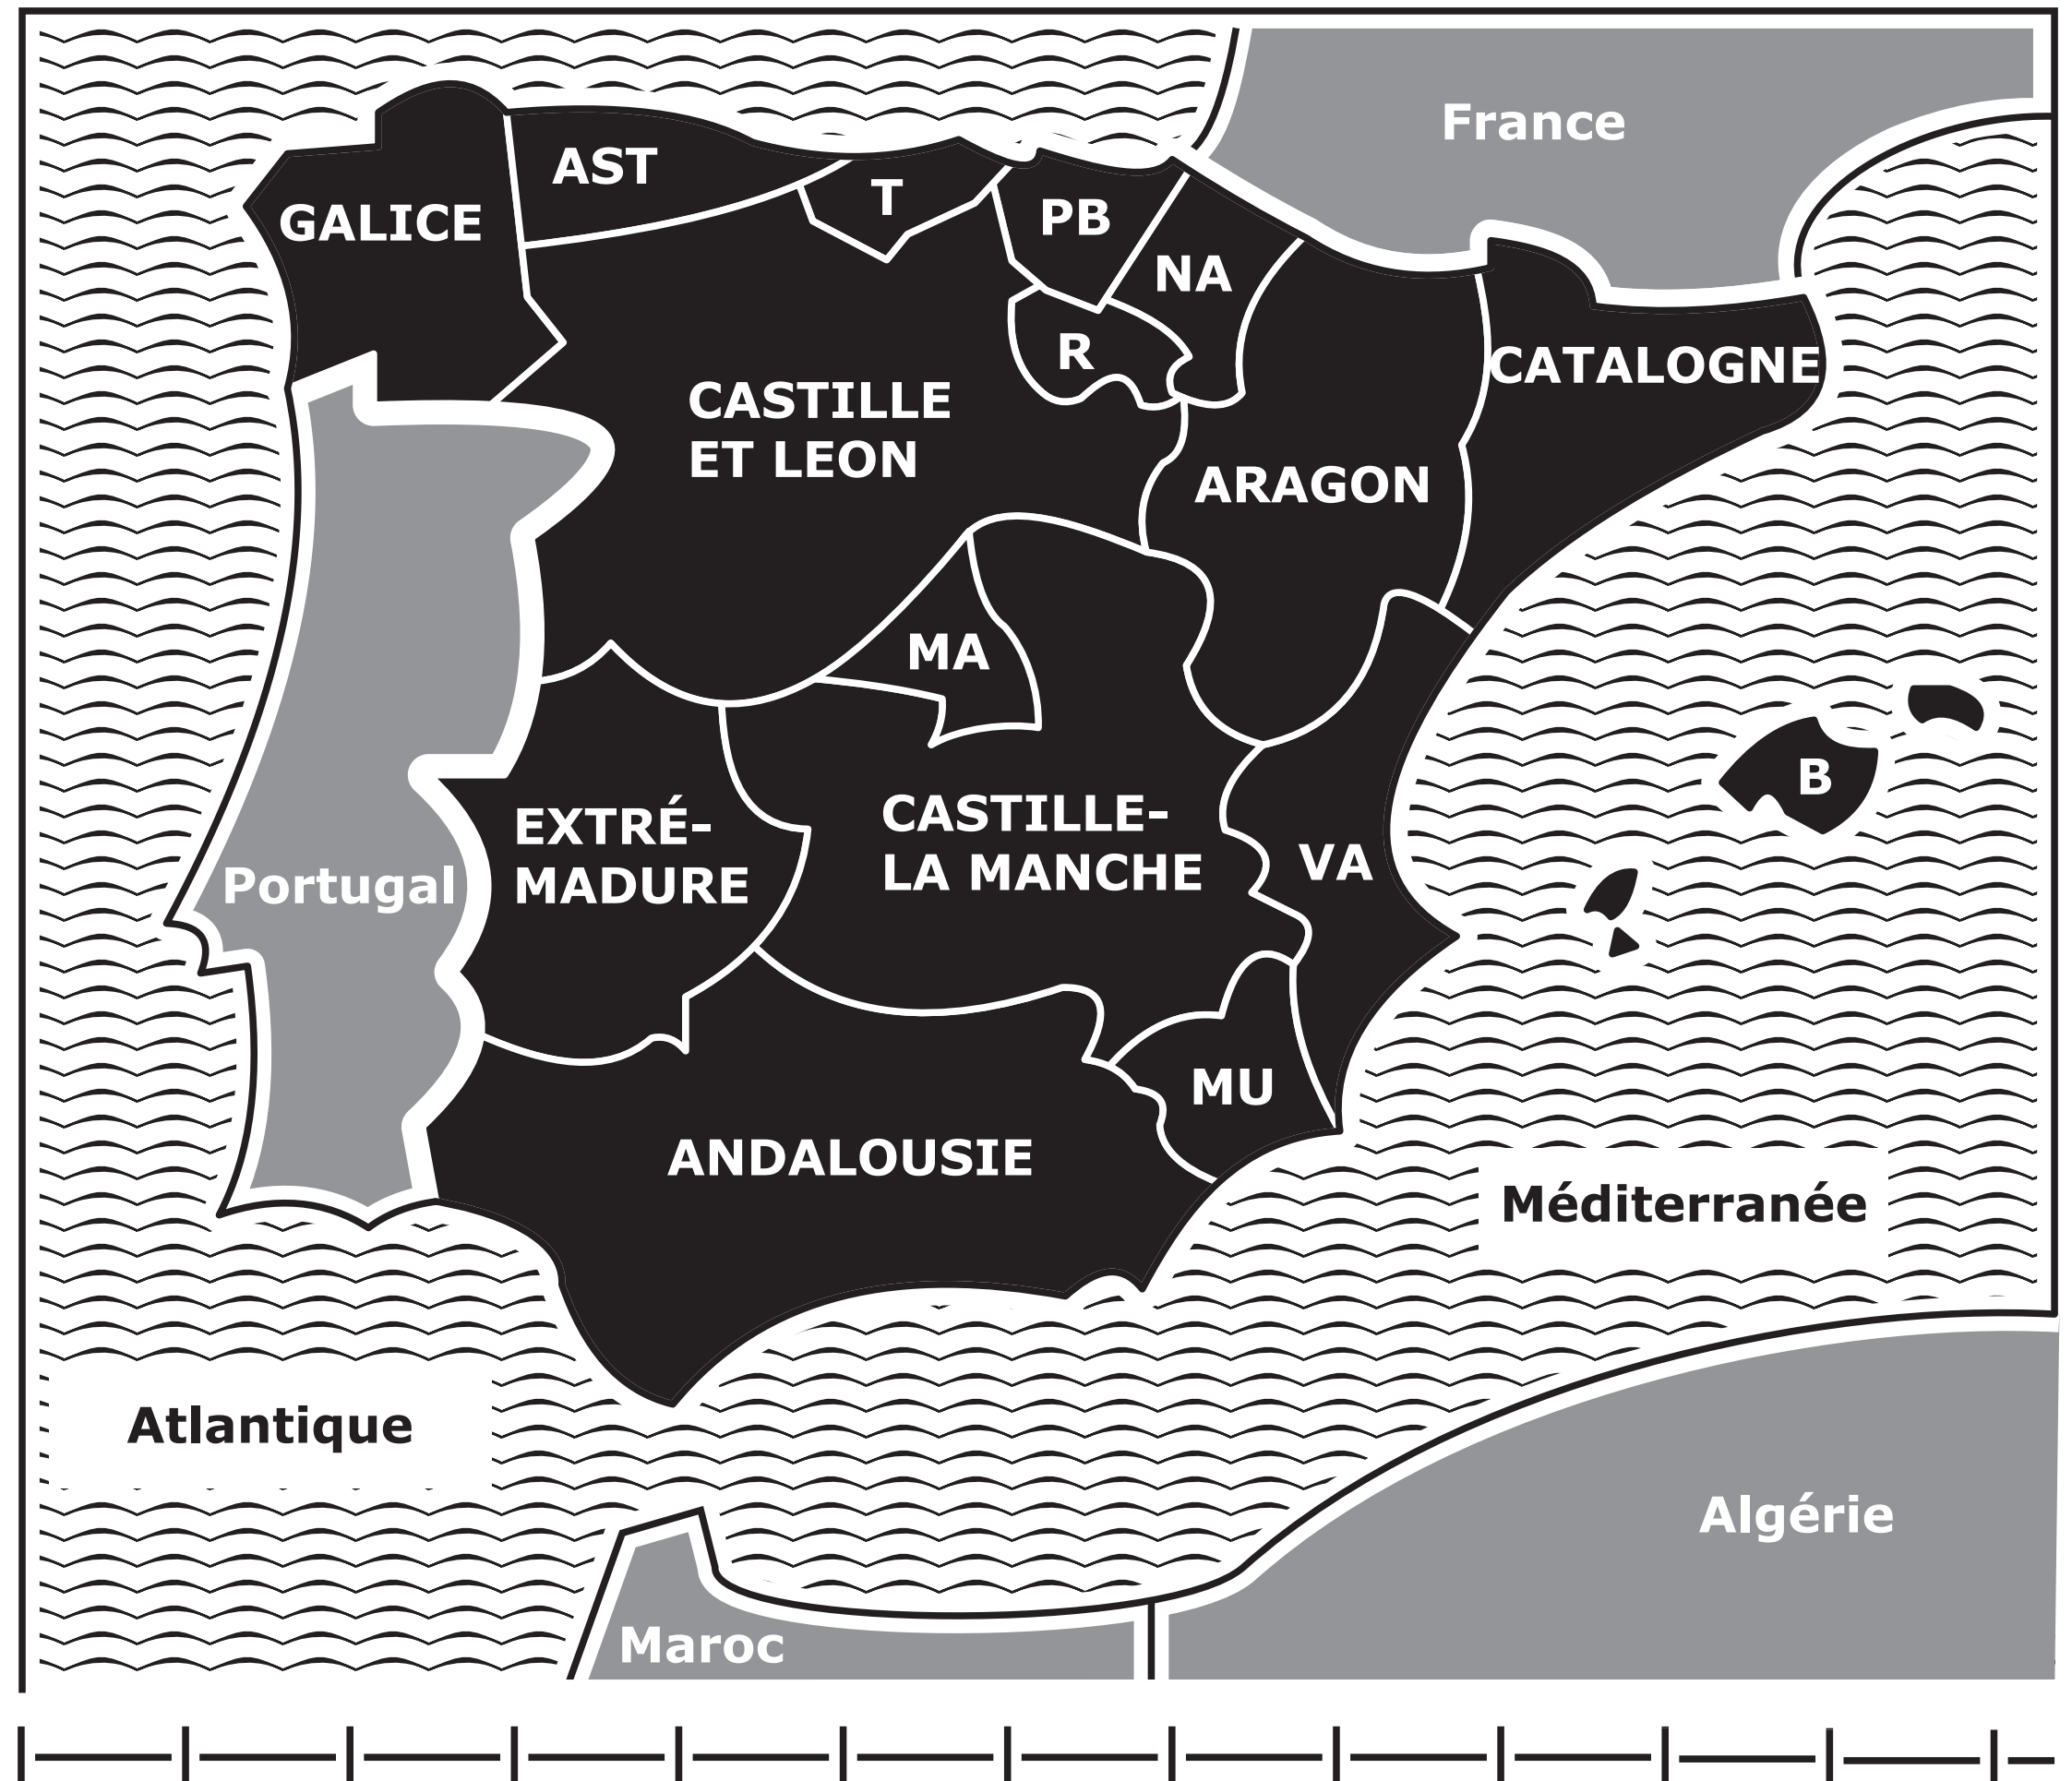 France
AST
T
GALICE
PB
NA
R
CATALOGNE
CASTILLE
ET LEON
ARAGON
MA
B
EXTRÉ-
MADURE
CASTILLE-
LA MANCHE
VA
Portugal
MU
ANDALOUSIE
Méditerranée
Atlantique
Algérie
Maroc